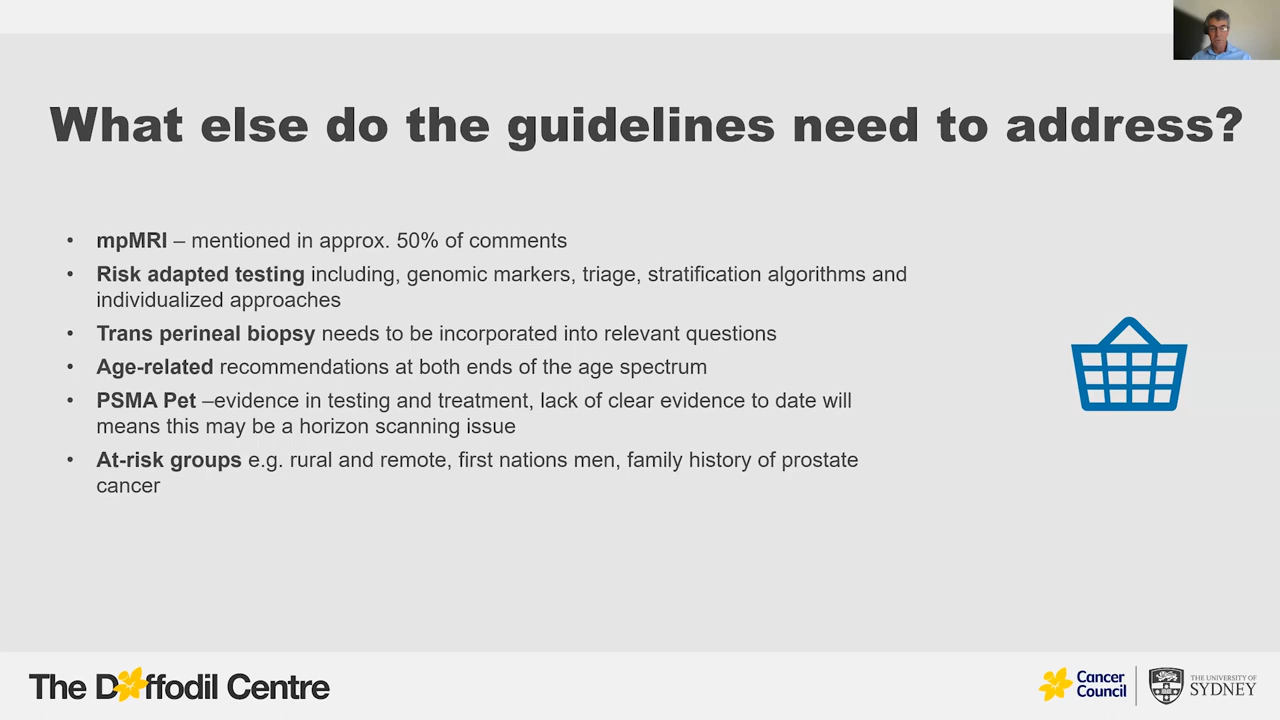 What else do the guidelines need to address?
• mpMRI – mentioned in approx. 50% of comments
• Risk adapted testing including, genomic markers, triage, stratification algorithms and
individualized approaches
• Trans perineal biopsy needs to be incorporated into relevant questions
• Age-related recommendations at both ends of the age spectrum
• PSMA Pet –evidence in testing and treatment, lack of clear evidence to date will
means this may be a horizon scanning issue
• At-risk groups e.g. rural and remote, first nations men, family history of prostate
cancer
The Daffodil Centre
Cancer
Council
THE UNIVERSITY OF
SYDNEY